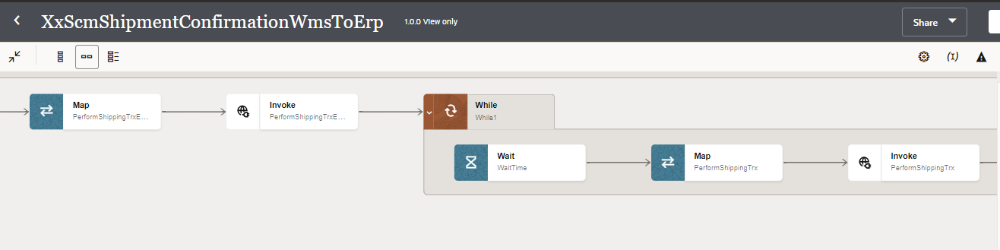 XxScmShipmentConfirmationWmsToErp
1.0.0 View only
Share
(x)
Map
PerformShippingTrxE...
Invoke
PerformShippingTrxE...
While
While1
Wait
WaitTime
Map
PerformShippingTrx
Invoke
PerformShippingTrx